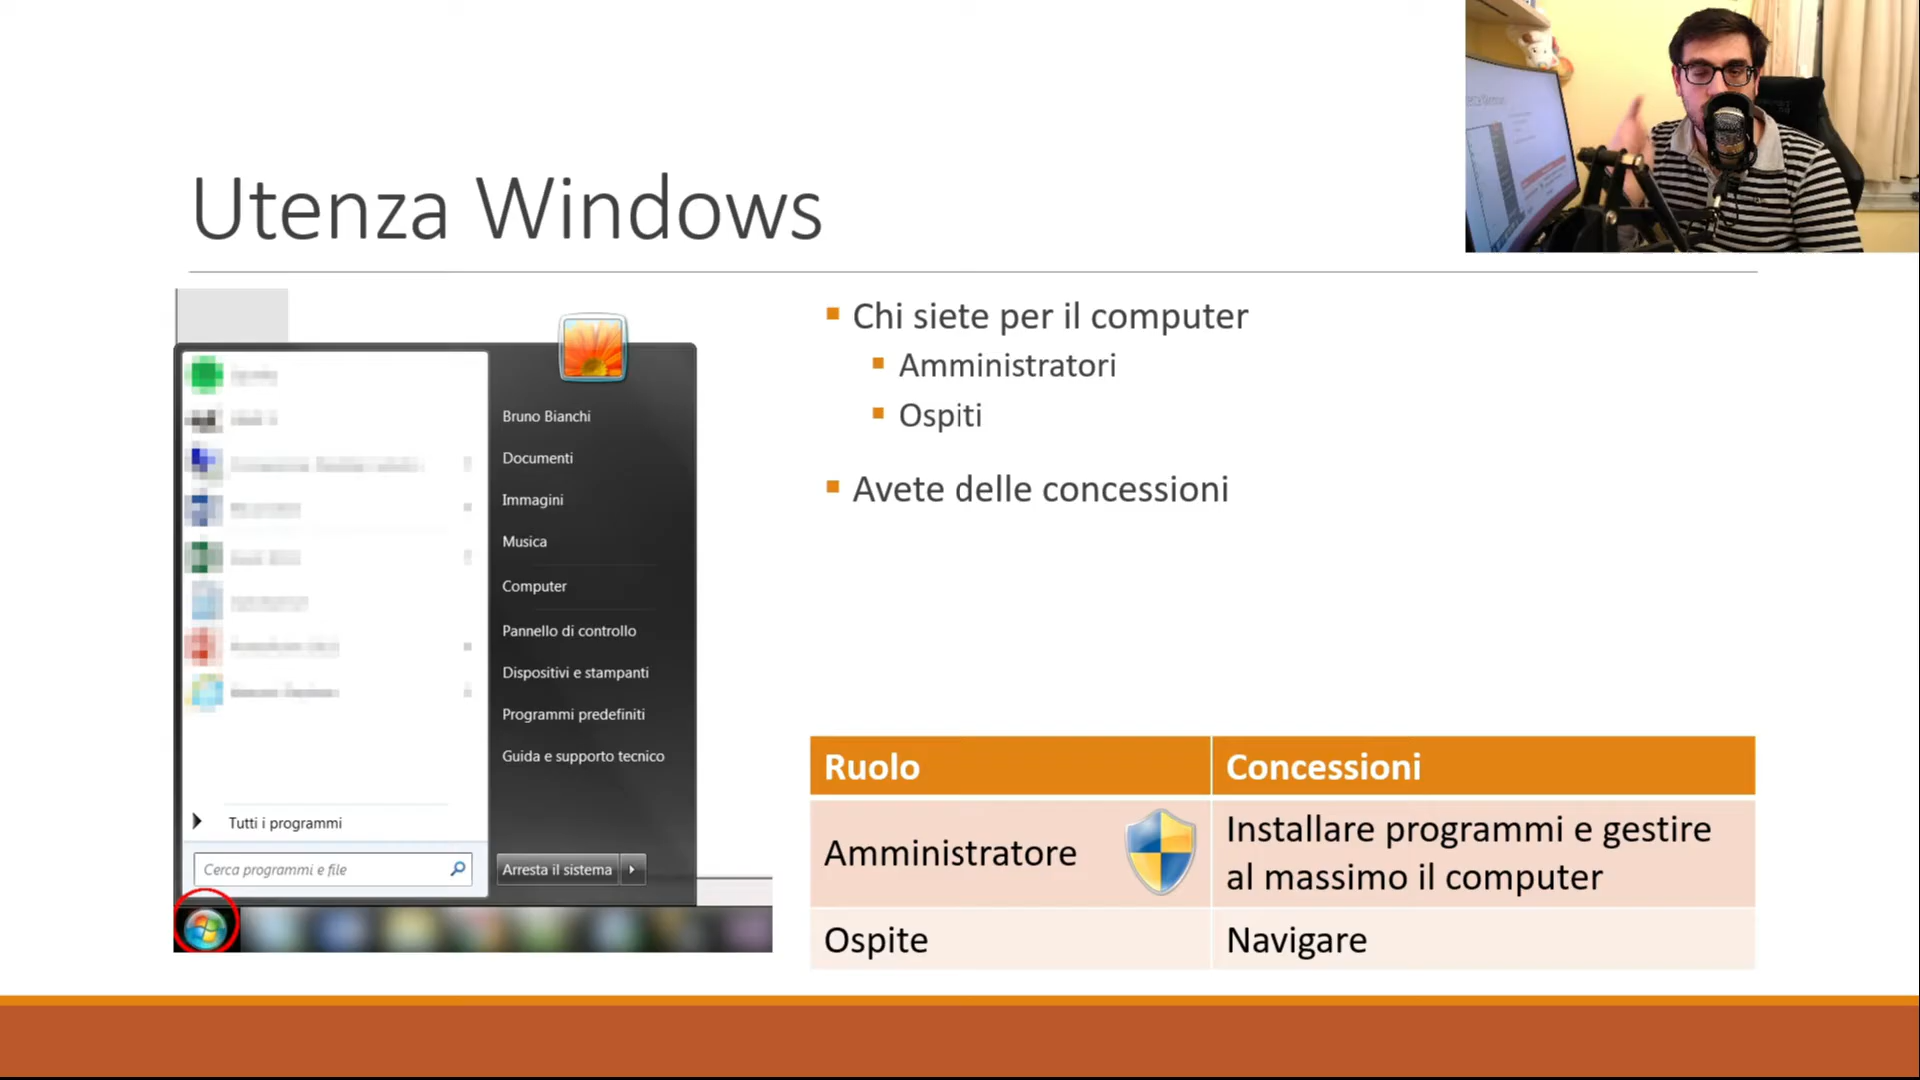 Utenza Windows
Chi siete per il computer
Amministratori
Ospiti
Avete delle concessioni
Bruno Bianchi
Documenti
Immagini
Musica
Computer
Pannello di controllo
Dispositivi e stampanti
Programmi predefiniti
Guida e supporto tecnico
Tutti i programmi
Cerca programmi e file
Arresta il sistema
Ruolo
Concessioni
Amministratore
Installare programmi e gestire
al massimo il computer
Ospite
Navigare